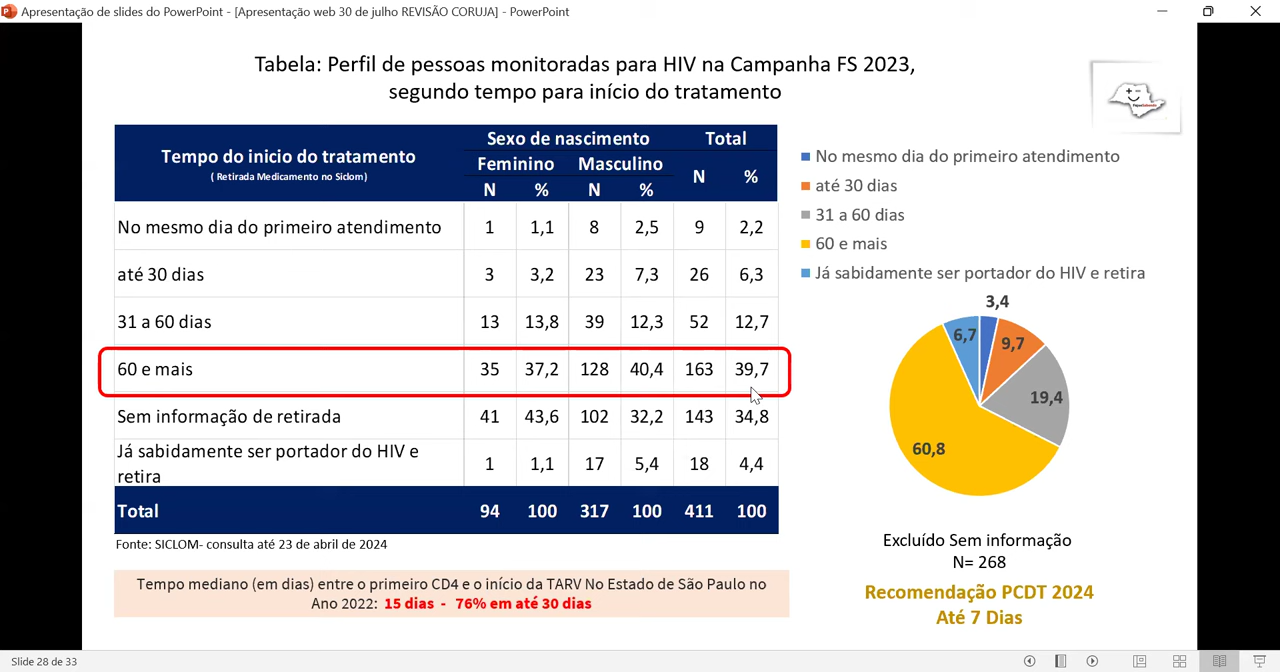 Apresentação de slides do PowerPoint - [Apresentação web 30 de julho REVISÃO CORUJA] - PowerPoint
Tabela: Perfil de pessoas monitoradas para HIV na Campanha FS 2023,
segundo tempo para início do tratamento
Tempo do inicio do tratamento
( Retirada Medicamento no Siclom)
Sexo de nascimento Total
Feminino Masculino
N % N % N %
No mesmo dia do primeiro atendimento 1 1,1 8 2,5 9 2,2
até 30 dias 3 3,2 23 7,3 26 6,3
31 a 60 dias 13 13,8 39 12,3 52 12,7
60 e mais 35 37,2 128 40,4 163 39,7
Sem informação de retirada 41 43,6 102 32,2 143 34,8
Já sabidamente ser portador do HIV e
retira 1 1,1 17 5,4 18 4,4
Total 94 100 317 100 411 100
Fonte: SICLOM- consulta até 23 de abril de 2024
Tempo mediano (em dias) entre o primeiro CD4 e o início da TARV No Estado de São Paulo no
Ano 2022: 15 dias - 76% em até 30 dias
No mesmo dia do primeiro atendimento
até 30 dias
31 a 60 dias
60 e mais
Já sabidamente ser portador do HIV e retira
3,4
6,7
9,7
19,4
60,8
Excluído Sem informação
N= 268
Recomendação PCDT 2024
Até 7 Dias
Slide 28 de 33